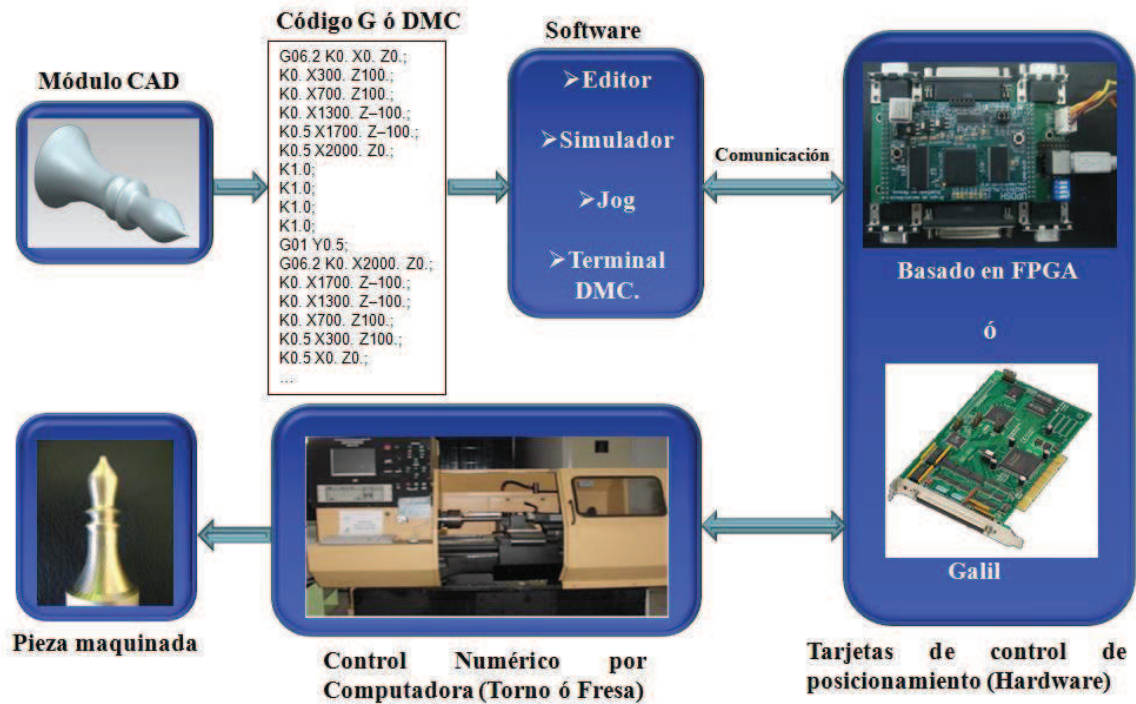 Código G ó DMC
Software
Módulo CAD
G06.2 K0. X0. Z0.;
K0. X300. Z100.;
K0. X700. Z100.;
K0. X1300. Z–100.;
K0.5 X1700. Z–100.;
K0.5 X2000. Z0.;
K1.0;
K1.0;
K1.0;
K1.0;
G01 Y0.5;
G06.2 K0. X2000. Z0.;
K0. X1700. Z–100.;
K0. X1300. Z–100.;
K0. X700. Z100.;
K0.5 X300. Z100.;
K0.5 X0. Z0.;
...
➢Editor
➢Simulador
➢Jog
➢Terminal
DMC.
Comunicación
Basado en FPGA
ó
Galil
Tarjetas de control de
posicionamiento (Hardware)
Control Numérico por
Computadora (Torno ó Fresa)
Pieza maquinada